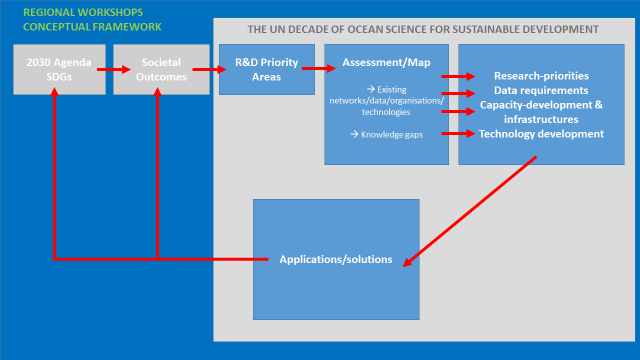 REGIONAL WORKSHOPS
CONCEPTUAL FRAMEWORK
THE UN DECADE OF OCEAN SCIENCE FOR SUSTAINABLE DEVELOPMENT
2030 Agenda
SDGs
Societal
Outcomes
R&D Priority
Areas
Assessment/Map
→ Existing
networks/data/organisations/
technologies
→ Knowledge gaps
Research-priorities
Data requirements
Capacity-development &
infrastructures
Technology development
Applications/solutions